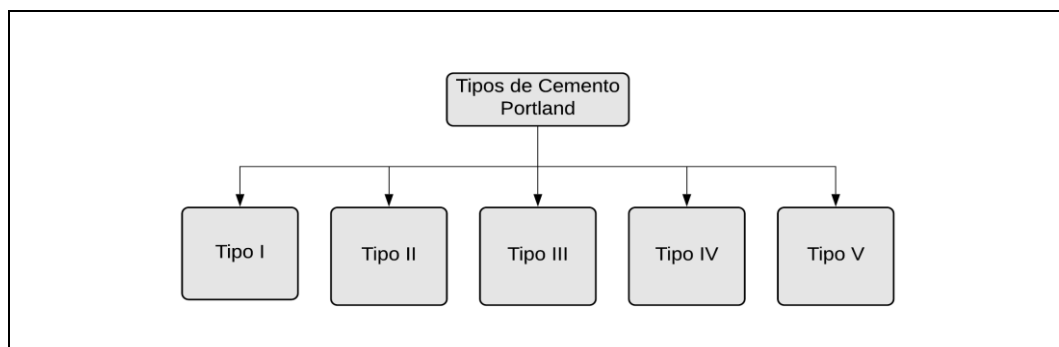 Tipos de Cemento
Portland
Tipo I
Tipo II
Tipo III
Tipo IV
Tipo V